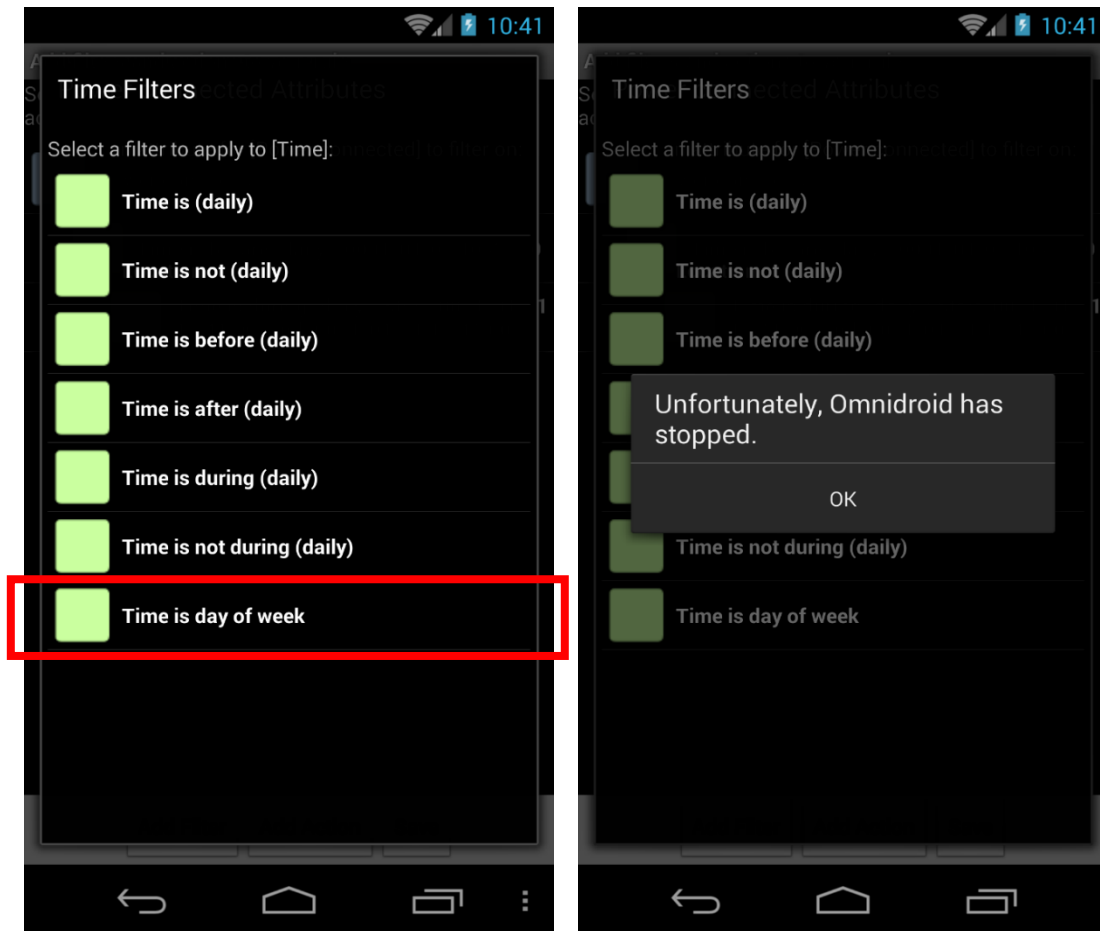 10:41
Time Filters
Select a filter to apply to [Time]:
Time is (daily)
Time is not (daily)
Time is before (daily)
Time is after (daily)
Time is during (daily)
Time is not during (daily)
Time is day of week
10:41
Time Filters
Select a filter to apply to [Time]:
Time is (daily)
Time is not (daily)
Time is before (daily)
Unfortunately, Omnidroid has
stopped.
OK
Time is not during (daily)
Time is day of week